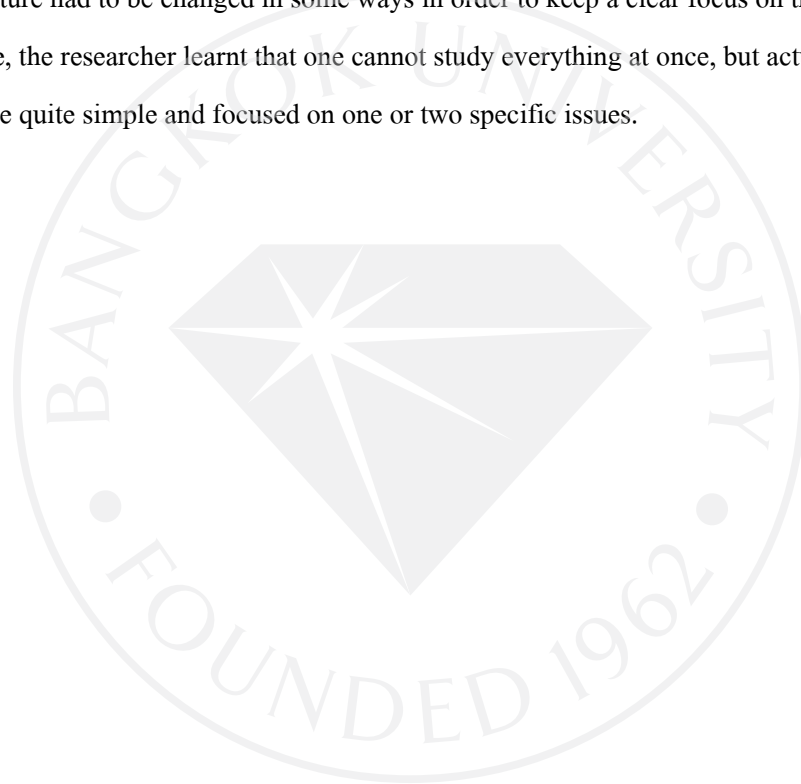 ture had to be changed in some ways in order to keep a clear focus on
e, the researcher learnt that one cannot study everything at once, but
e quite simple and focused on one or two specific issues.
BANGKOK UNIVERSITY
FOUNDED 1962